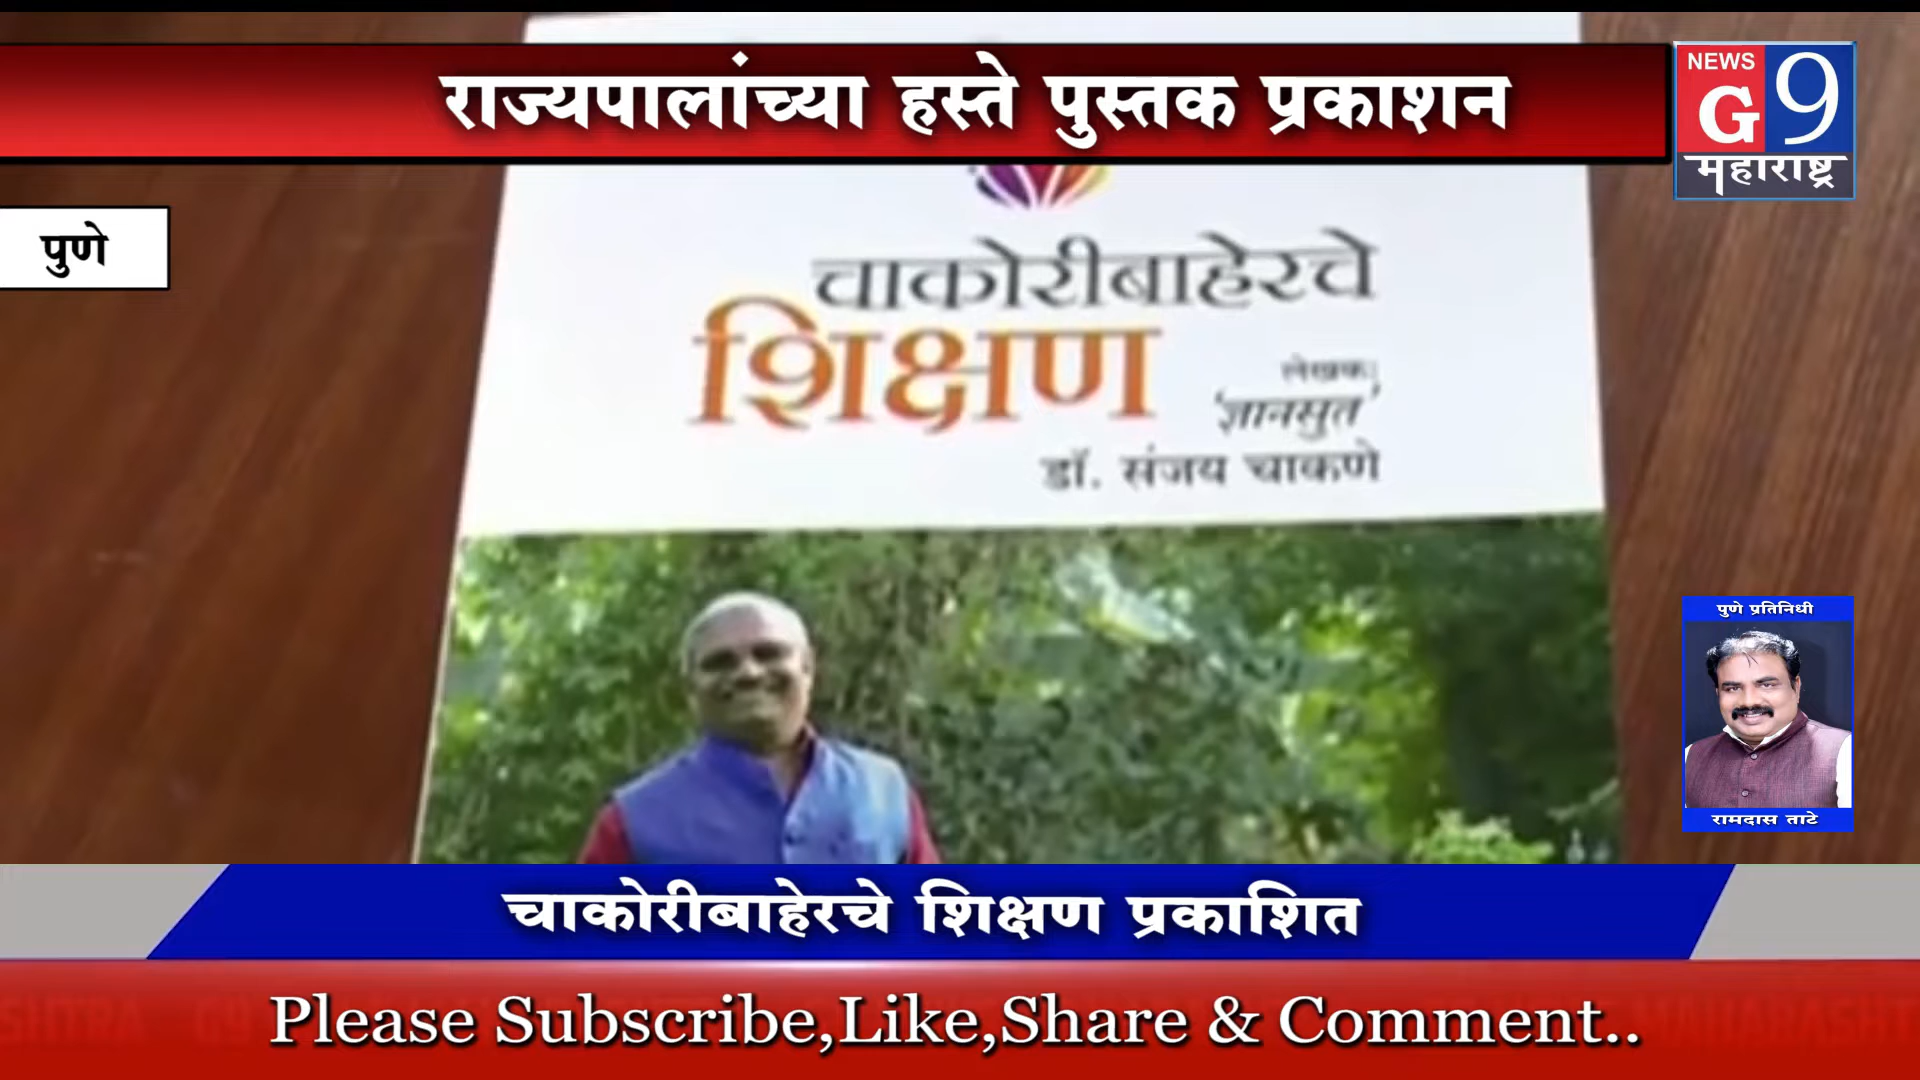 राज्यपालांच्या हस्ते पुस्तक प्रकाशन
NEWS
G9
महाराष्ट्र
पुणे
चाकोरीबाहेरचे
शिक्षण
लेखक:
'ज्ञानसुत'
डॉ. संजय चाकणे
पुणे प्रतिनिधी
रामदास ताटे
चाकोरीबाहेरचे शिक्षण प्रकाशित
Please Subscribe,Like,Share & Comment..